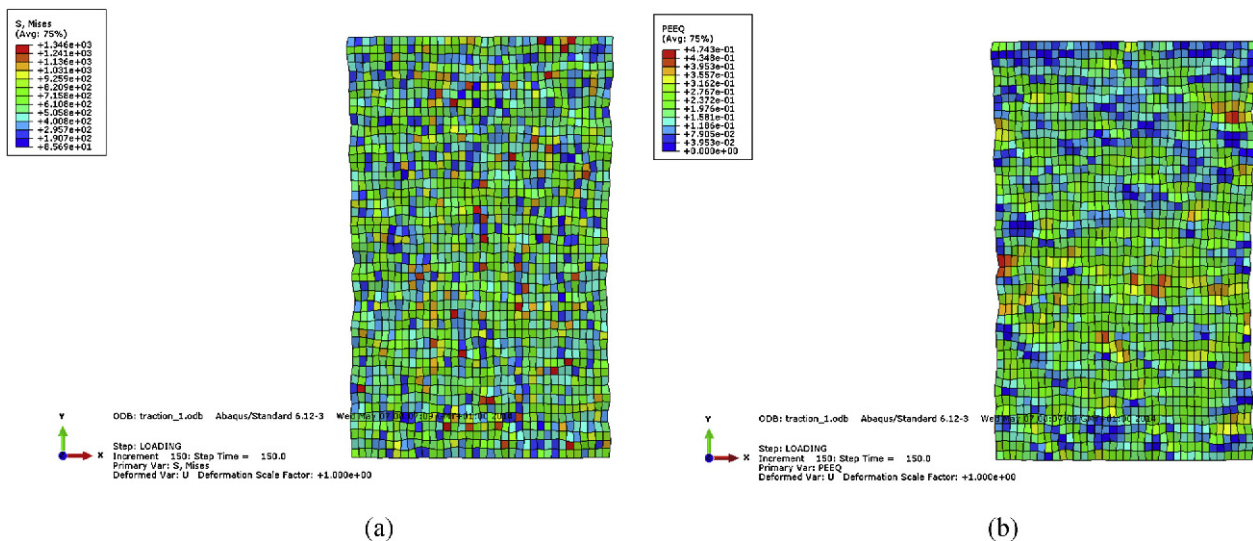 S, Mises
(Avg: 75%)
+1.346e+03
+1.241e+03
+1.136e+03
+1.031e+03
+9.259e+02
+8.209e+02
+7.158e+02
+6.108e+02
+5.058e+02
+4.008e+02
+2.957e+02
+1.907e+02
+8.569e+01
Y
X
ODB: traction_1.odb Abaqus/Standard 6.12-3 Wed May 07
Step: LOADING
Increment 150: Step Time = 150.0
Primary Var: S, Mises
Deformed Var: U Deformation Scale Factor: +1.000e+00
(a)
PEEQ
(Avg: 75%)
+4.743e-01
+4.348e-01
+3.953e-01
+3.557e-01
+3.162e-01
+2.767e-01
+2.372e-01
+1.976e-01
+1.581e-01
+1.186e-01
+7.905e-02
+3.953e-02
+0.000e+00
Y
X
ODB: traction_1.odb Abaqus/Standard 6.12-3 Wed May 07
Step: LOADING
Increment 150: Step Time = 150.0
Primary Var: PEEQ
Deformed Var: U Deformation Scale Factor: +1.000e+00
(b)